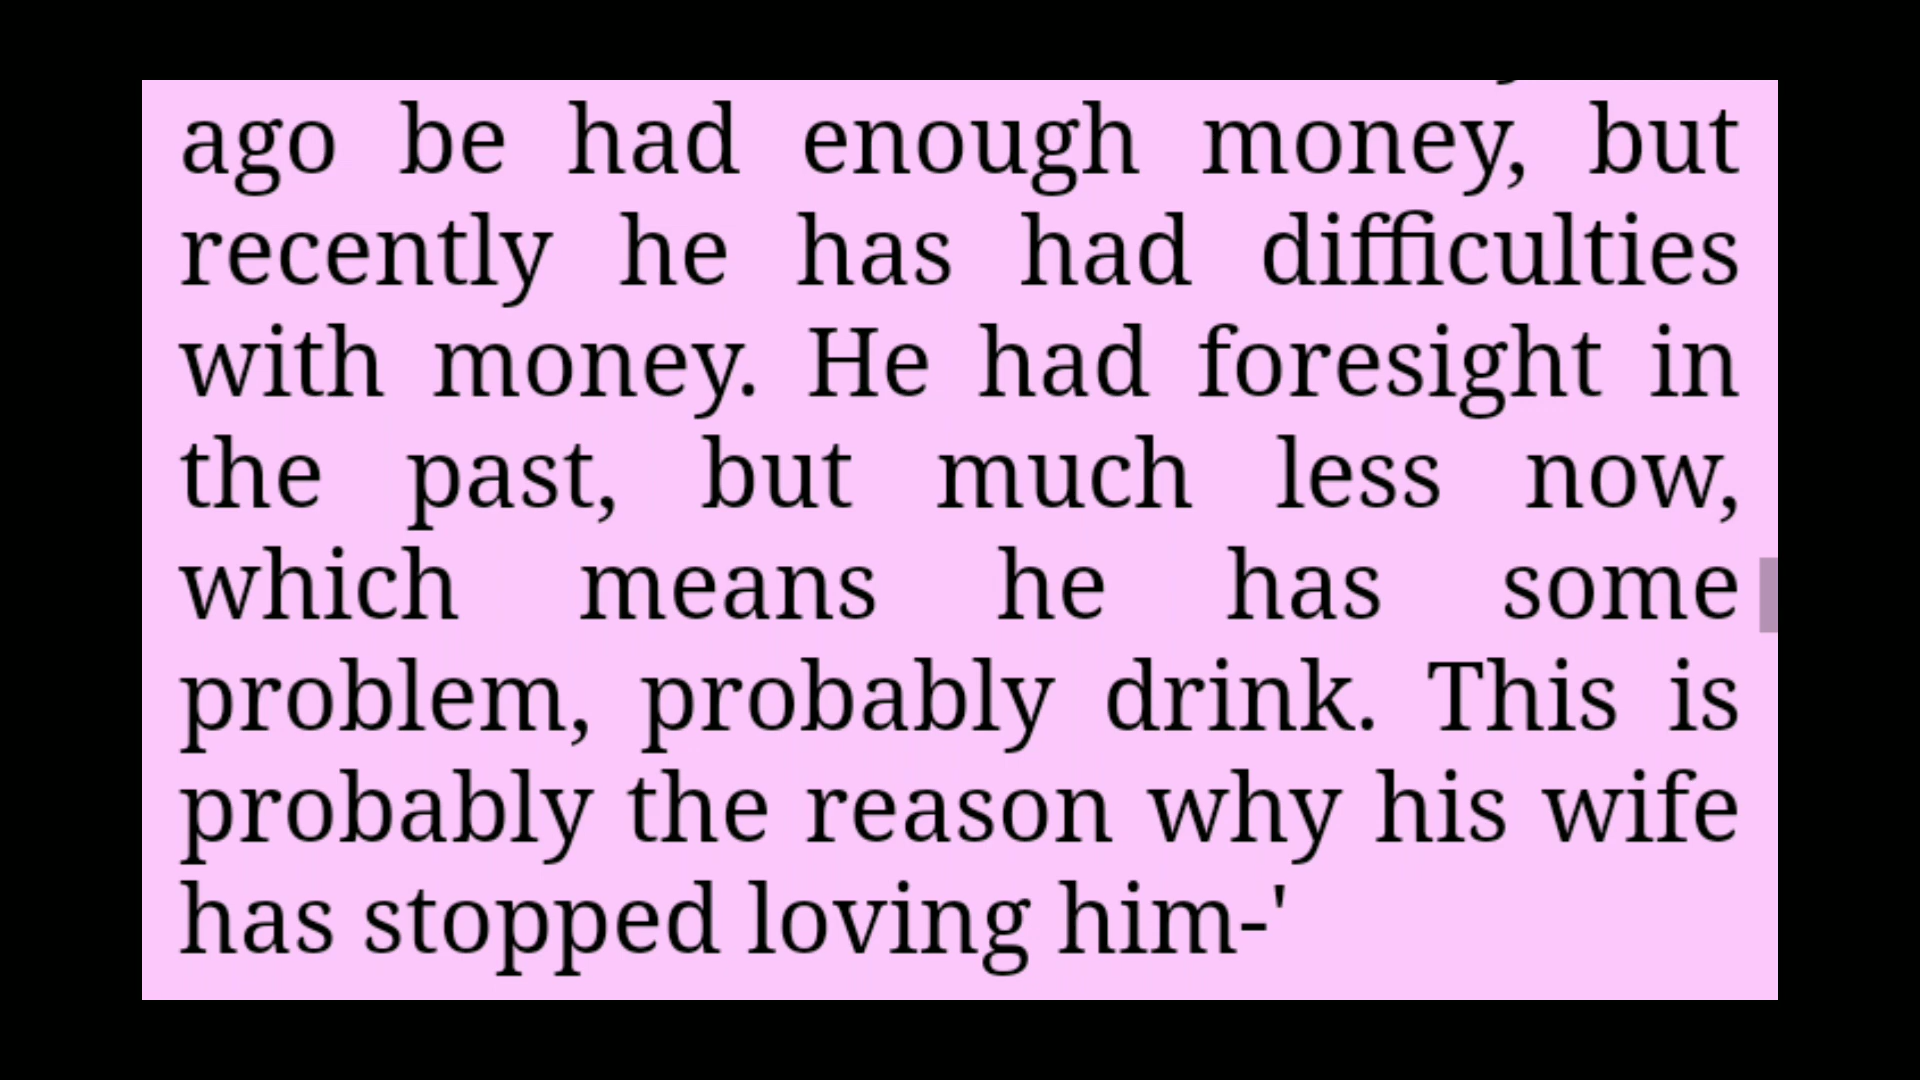 ago be had enough money, but
recently he has had difficulties
with money. He had foresight in
the past, but much less now,
which means he has some
problem, probably drink. This is
probably the reason why his wife
has stopped loving him-'